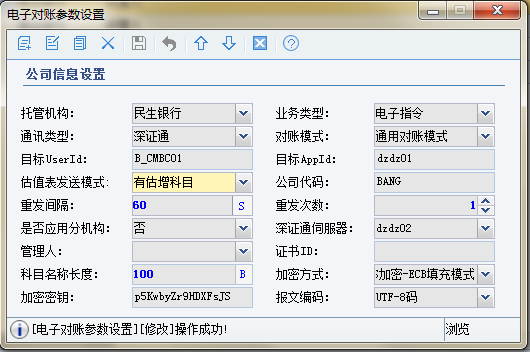 电子对账参数设置
公司信息设置
托管机构: 民生银行 业务类型: 电子指令
通讯类型: 深证通 对账模式: 通用对账模式
目标UserId: B_CMBC01 目标AppId: dzdz01
估值表发送模式: 有估增科目 公司代码: BANG
重发间隔: 60 S 重发次数: 1
是否应用分机构: 否 深证通伺服器: dzdz02
管理人: 证书ID:
科目名称长度: 100 B 加密方式: 加密-ECB填充模式
加密密钥: p5KwbyZr9HDXFsJS 报文编码: UTF-8码
[电子对账参数设置][修改]操作成功! 浏览